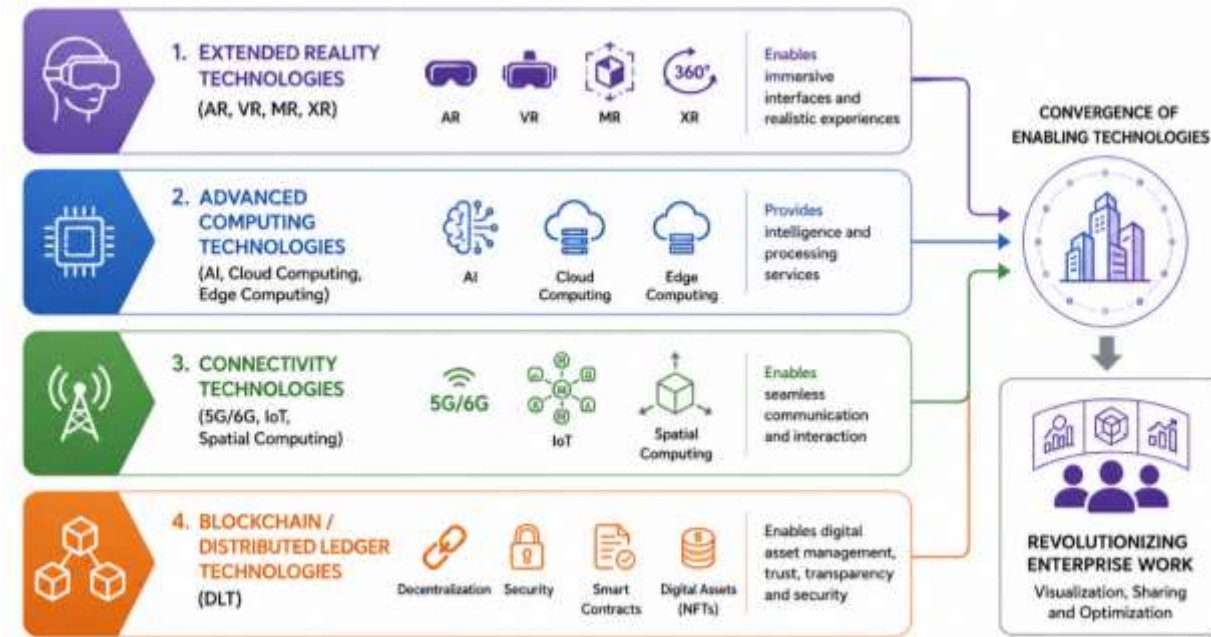 1. EXTENDED REALITY
TECHNOLOGIES
(AR, VR, MR, XR)
AR
VR
MR
360°
XR
Enables
immersive
interfaces and
realistic experiences
2. ADVANCED
COMPUTING
TECHNOLOGIES
(AI, Cloud Computing,
Edge Computing)
AI
Cloud
Computing
Edge
Computing
Provides
intelligence and
processing
services
3. CONNECTIVITY
TECHNOLOGIES
(5G/6G, IoT,
Spatial Computing)
5G/6G
IoT
Spatial
Computing
Enables
seamless
communication
and interaction
4. BLOCKCHAIN /
DISTRIBUTED LEDGER
TECHNOLOGIES
(DLT)
Decentralization
Security
Smart
Contracts
$
Digital Assets
(NFTs)
Enables digital
asset management,
trust, transparency
and security
CONVERGENCE OF
ENABLING TECHNOLOGIES
REVOLUTIONIZING
ENTERPRISE WORK
Visualization, Sharing
and Optimization